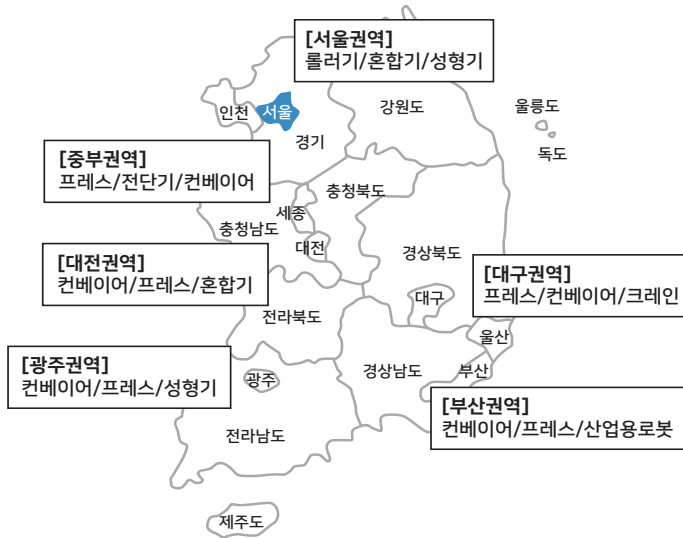 [서울권역]
롤러기/혼합기/성형기
인천
서울
강원도
울릉도
경기
독도
[중부권역]
프레스/전단기/컨베이어
충청북도
세종
충청남도
대전
경상북도
[대전권역]
컨베이어/프레스/혼합기
[대구권역]
프레스/컨베이어/크레인
대구
전라북도
울산
[광주권역]
컨베이어/프레스/성형기
광주
경상남도
부산
[부산권역]
컨베이어/프레스/산업용로봇
전라남도
제주도